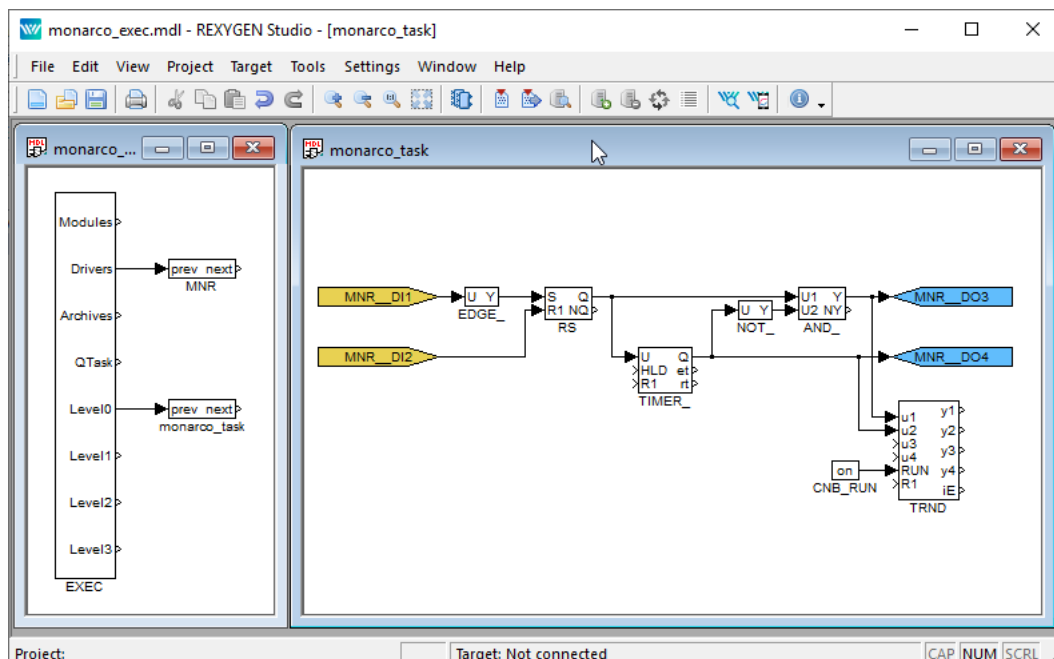 monarco_exec.mdl - REXYGEN Studio - [monarco_task]
File Edit View Project Target Tools Settings Window Help
MDL monarco_...
Modules
Drivers
prev next
MNR
Archives
QTask
Level0
prev next
monarco_task
Level1
Level2
Level3
EXEC
MDL monarco_task
MNR__DI1
U Y
EDGE_
S Q
R1 NQ
RS
U1 Y
U2 NY
AND_
MNR__DO3
U Y
NOT_
MNR__DI2
U Q
HLD et
R1 rt
TIMER_
MNR__DO4
on
CNB_RUN
u1 y1
u2 y2
u3 y3
u4
RUN y4
R1 iE
TRND
Project: Target: Not connected CAP NUM SCRL